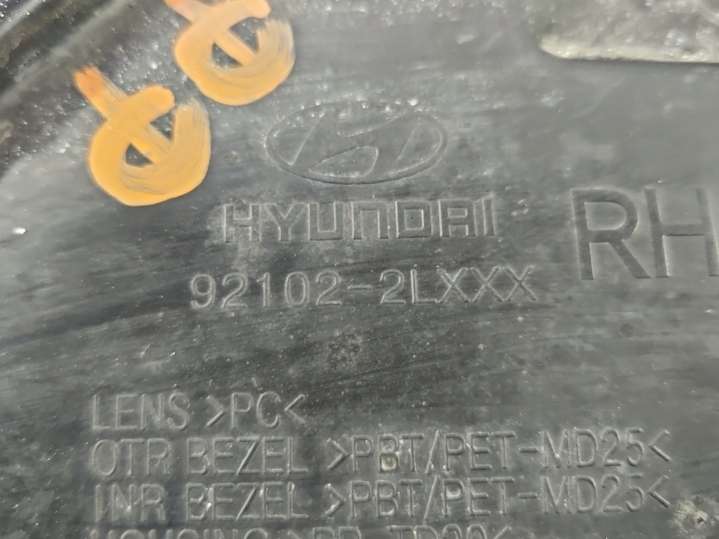 HYUNDAI
RH
92102-2LXXX
LENS >PC<
OTR BEZEL >PBT/PET-MD25<
INR BEZEL >PBT/PET-MD25<